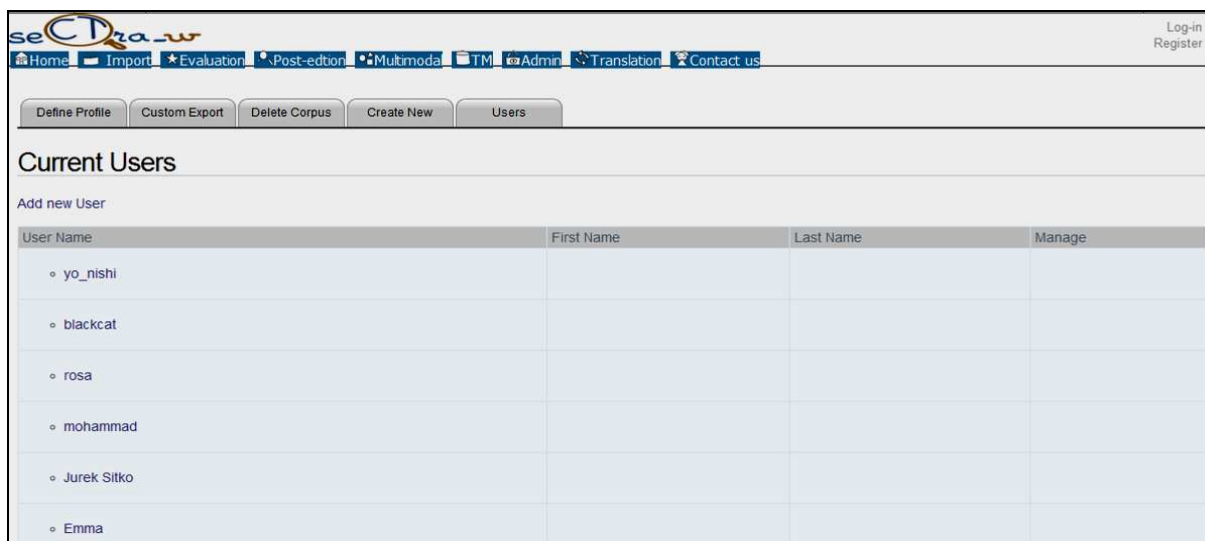 seCTra_w
Log-in
Register
Home Import Evaluation Post-edtion Multimodal TM Admin Translation Contact us
Define Profile Custom Export Delete Corpus Create New Users
Current Users
Add new User
User Name First Name Last Name Manage
yo_nishi
blackcat
rosa
mohammad
Jurek Sitko
Emma